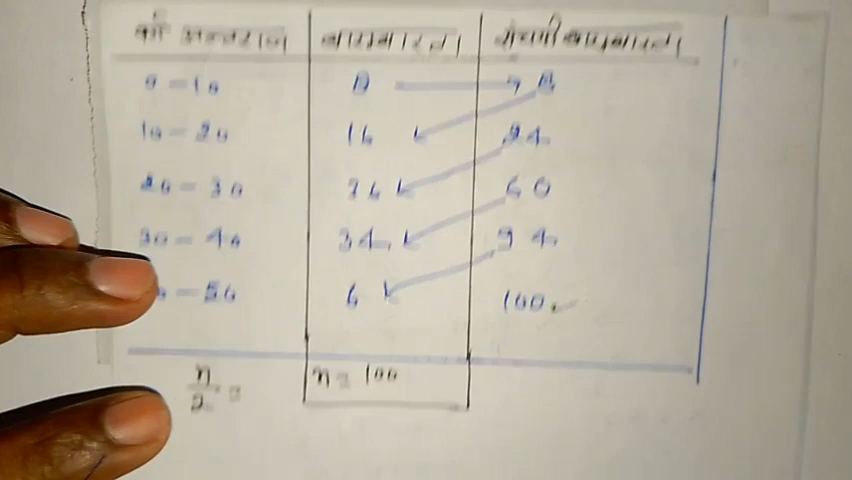 वर्ग अन्तराल बारम्बारता संचयी बारम्बारता
0 - 10 8 8
10 - 20 16 24
20 - 30 36 60
30 - 40 34 94
- 50 6 100
n/2 = n = 100